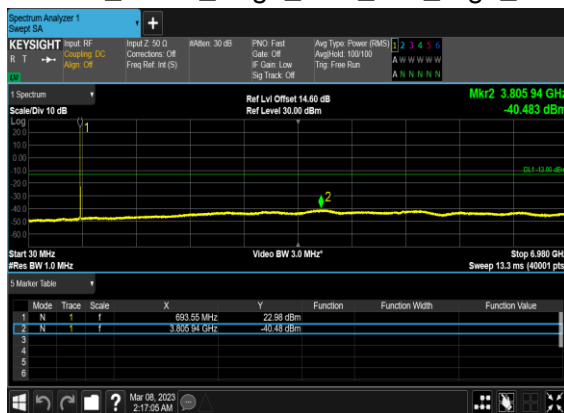 Spectrum Analyzer 1
Swept SA
+
KEYSIGHT Input: RF Input Z: 50 Ω #Atten: 30 dB PNO: Fast Avg Type: Power (RMS) 1 2 3 4 5 6
R T Coupling: DC Corrections: Off Gate: Off Avg|Hold: 100/100 A W W W W W
Align: Off Freq Ref: Int (S) IF Gain: Low Trig: Free Run
Sig Track: Off A N N N N N
1 Spectrum Ref Lvl Offset 14.60 dB Mkr2 3.805 94 GHz
Scale/Div 10 dB Ref Level 30.00 dBm -40.483 dBm
Log
1
20.0
10.0
0.00
-10.0 DL1 -13.00 dBm
-20.0
-30.0
2
-40.0
-50.0
-60.0
Start 30 MHz Video BW 3.0 MHz* Stop 6.980 GHz
#Res BW 1.0 MHz Sweep 13.3 ms (40001 pts)
5 Marker Table
Mode Trace Scale X Y Function Function Width Function Value
1 N 1 f 693.55 MHz 22.98 dBm
2 N 1 f 3.805 94 GHz -40.48 dBm
3
4
5
6
? Mar 08, 2023
2:17:05 AM